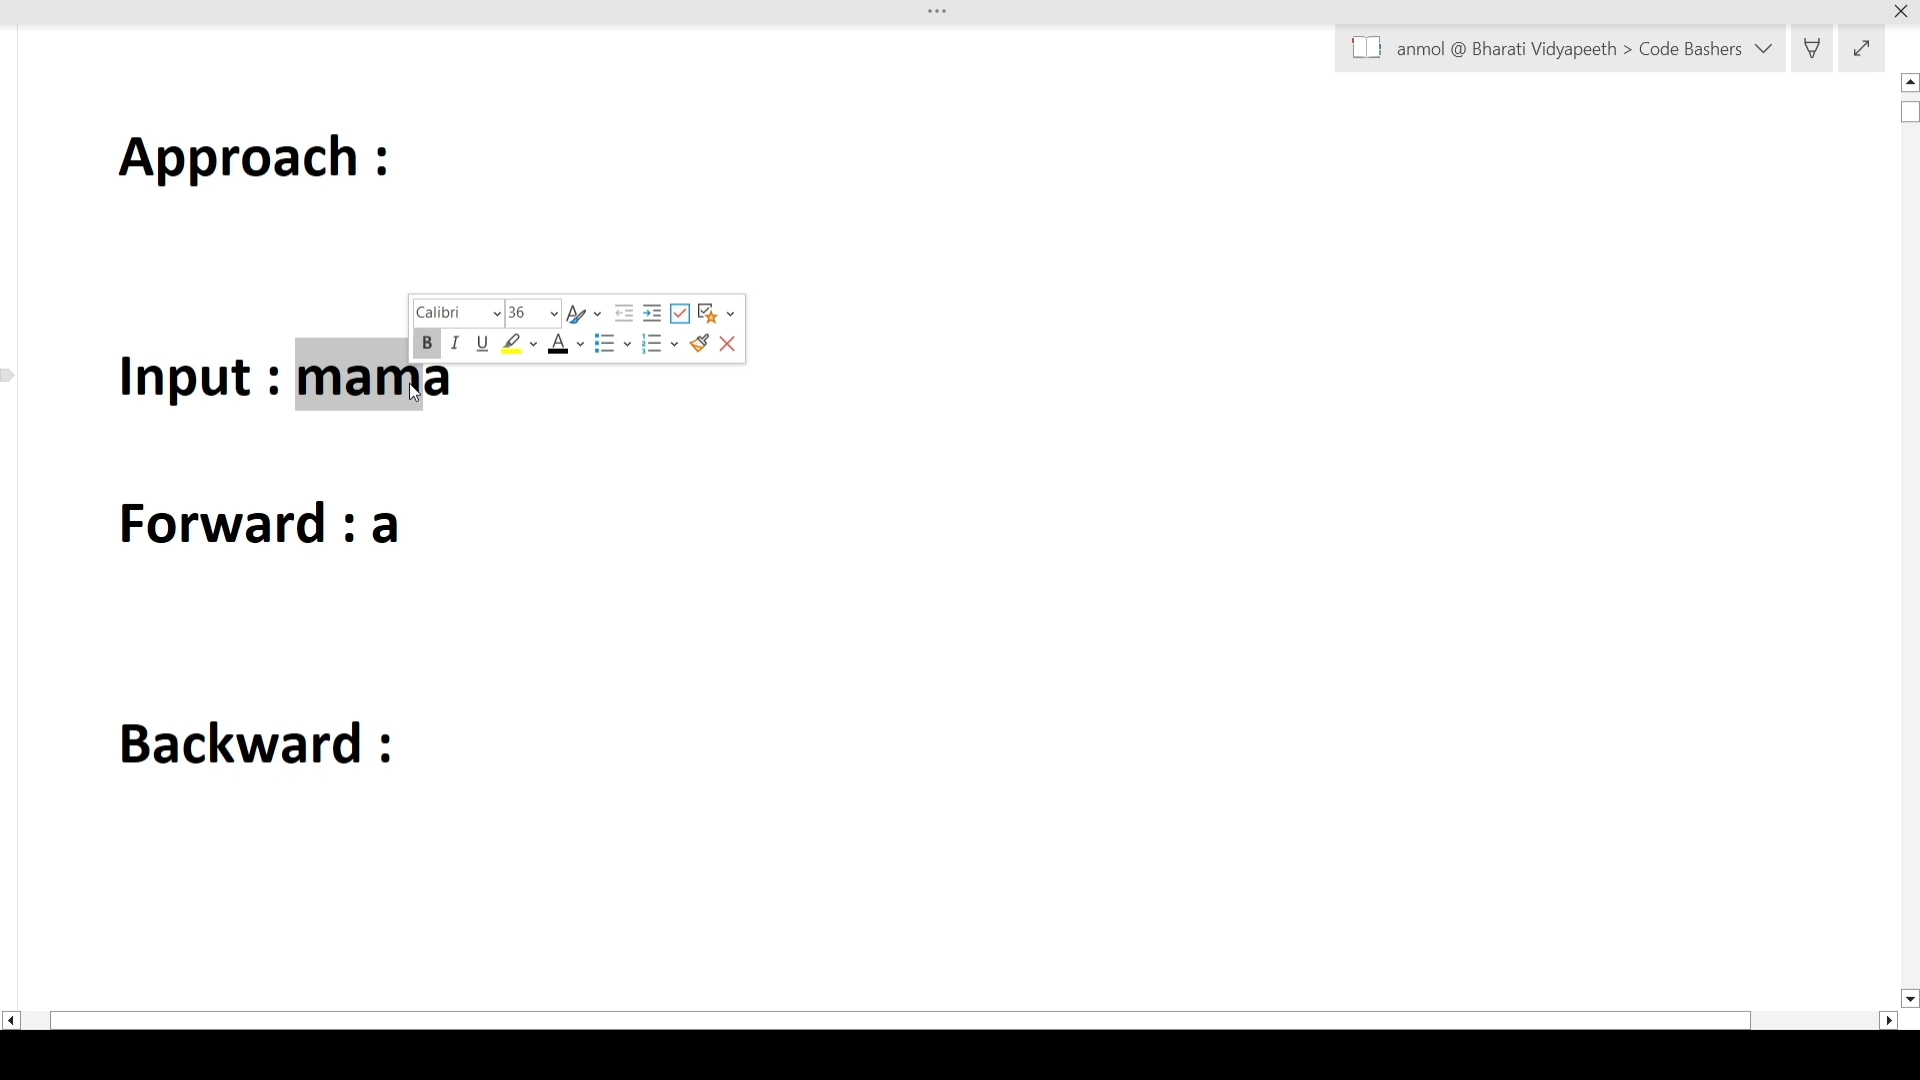 anmol @ Bharati Vidyapeeth > Code Bashers
Approach :
Calibri 36
B I U A
Input : mama
Forward : a
Backward :